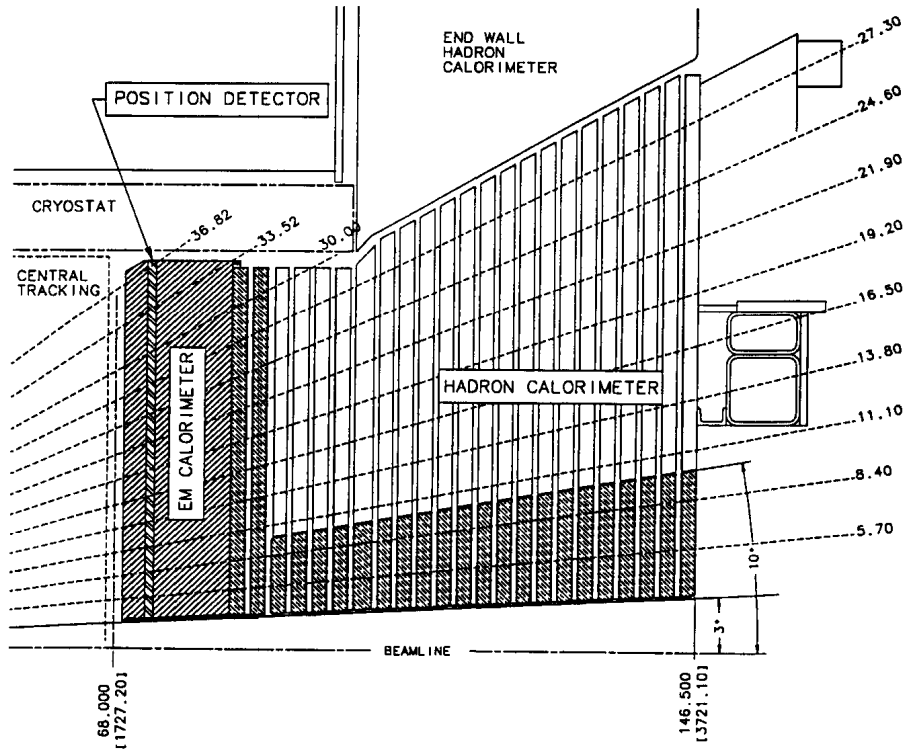 END WALL
HADRON
CALORIMETER
27.30
POSITION DETECTOR
24.60
21.90
CRYOSTAT
36.82
33.52
30.00
19.20
CENTRAL
TRACKING
16.50
EM CALORIMETER
HADRON CALORIMETER
13.80
11.10
8.40
5.70
10°
3°
BEAMLINE
68.000
[1727.20]
146.500
[3721.10]